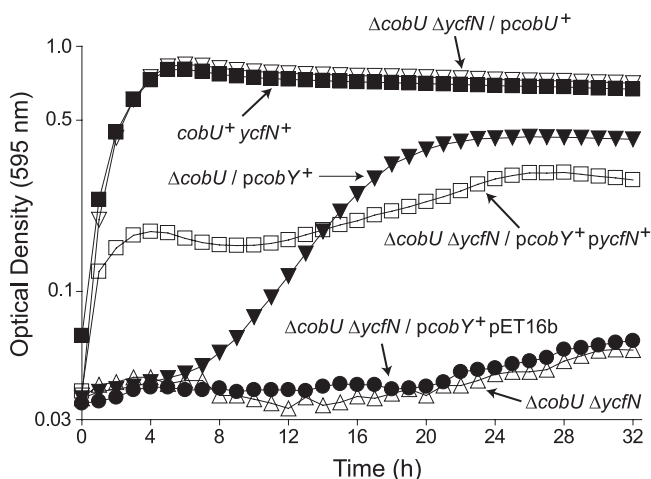 ΔcobU ΔycfN / pcobU⁺
1.0
0.5
0.1
0.03
cobU⁺ ycfN⁺
ΔcobU / pcobY⁺
ΔcobU ΔycfN / pcobY⁺ pycfN⁺
ΔcobU ΔycfN / pcobY⁺ pET16b
ΔcobU ΔycfN
Optical Density (595 nm)
0 4 8 12 16 20 24 28 32
Time (h)